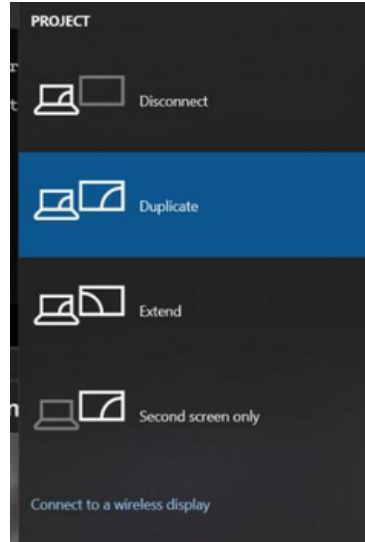 PROJECT
Disconnect
Duplicate
Extend
Second screen only
Connect to a wireless display